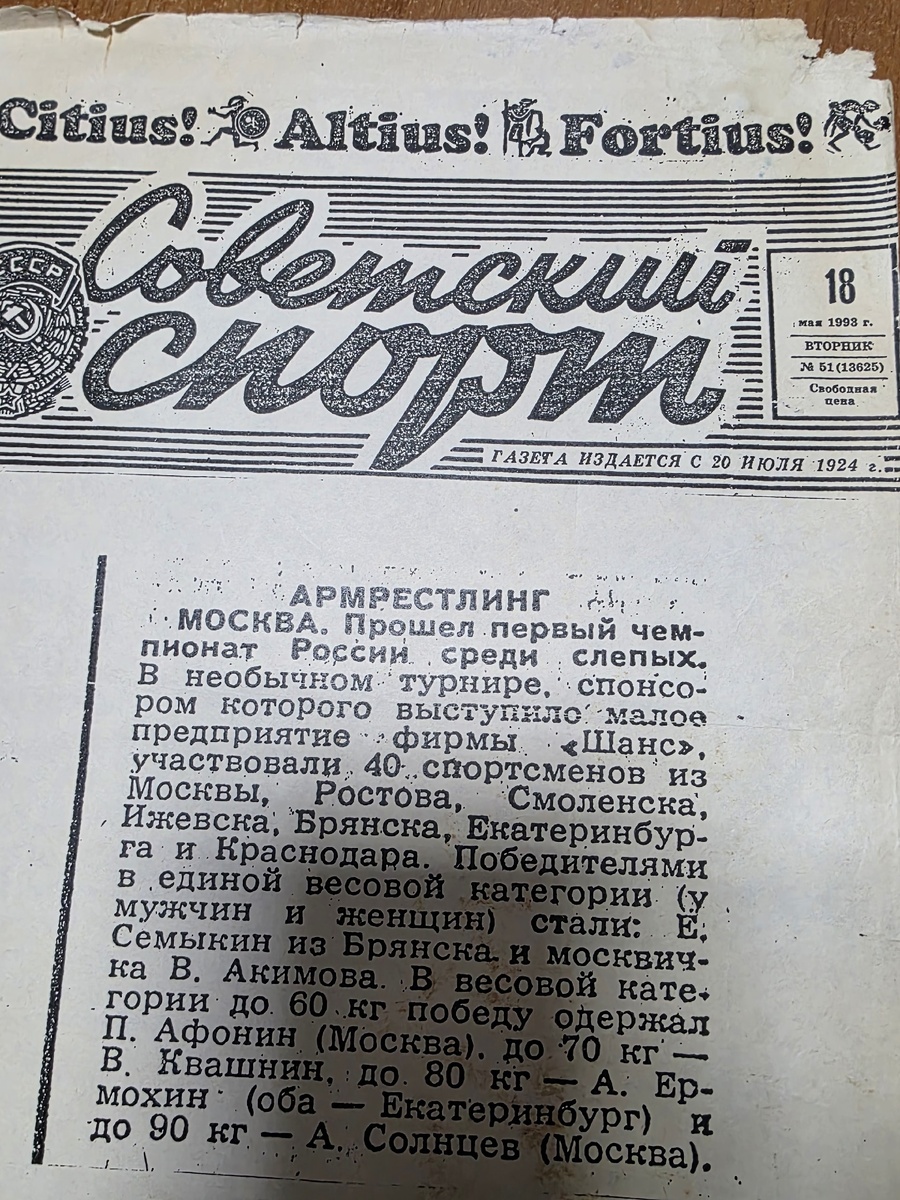 Citius! Altius! Fortius!
СССР
Советский
спорт
18
мая 1993 г.
ВТОРНИК
№ 51 (13625)
Свободная
цена
ГАЗЕТА ИЗДАЕТСЯ С 20 ИЮЛЯ 1924 г.
АРМРЕСТЛИНГ
МОСКВА. Прошел первый чем-
пионат России среди слепых.
В необычном турнире, спонсо-
ром которого выступило малое
предприятие фирмы «Шанс»,
участвовали 40 спортсменов из
Москвы, Ростова, Смоленска,
Ижевска, Брянска, Екатеринбур-
га и Краснодара. Победителями
в единой весовой категории (у
мужчин и женщин) стали: Е.
Семыкин из Брянска и москвич-
ка В. Акимова. В весовой кате-
гории до 60 кг победу одержал
П. Афонин (Москва), до 70 кг —
В. Квашнин, до 80 кг — А. Ер-
мохин (оба — Екатеринбург) и
до 90 кг — А. Солнцев (Москва).